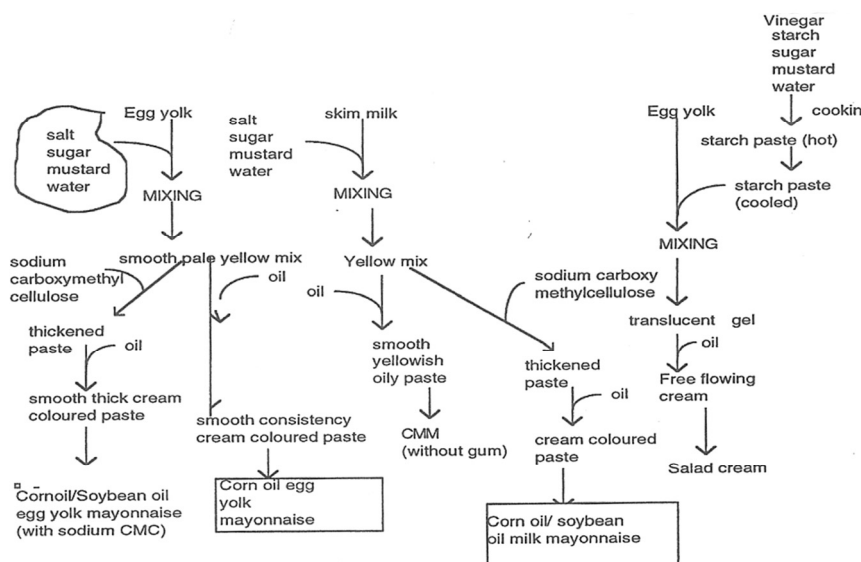 Vinegar
starch
sugar
mustard
water
cookin
Egg yolk
skim milk
Egg yolk
salt
sugar
mustard
water
salt
sugar
mustard
water
starch paste (hot)
starch paste
(cooled)
MIXING
MIXING
MIXING
sodium
carboxymethyl
cellulose
smooth pale yellow mix
oil
Yellow mix
oil
sodium carboxy
methylcellulose
translucent gel
oil
thickened
paste
oil
smooth
yellowish
oily paste
thickened
paste
oil
Free flowing
cream
smooth thick cream
coloured paste
smooth consistency
cream coloured paste
CMM
(without gum)
cream coloured
paste
Salad cream
Cornoil/Soybean oil
egg yolk mayonnaise
(with sodium CMC)
Corn oil egg
yolk
mayonnaise
Corn oil/ soybean
oil milk mayonnaise